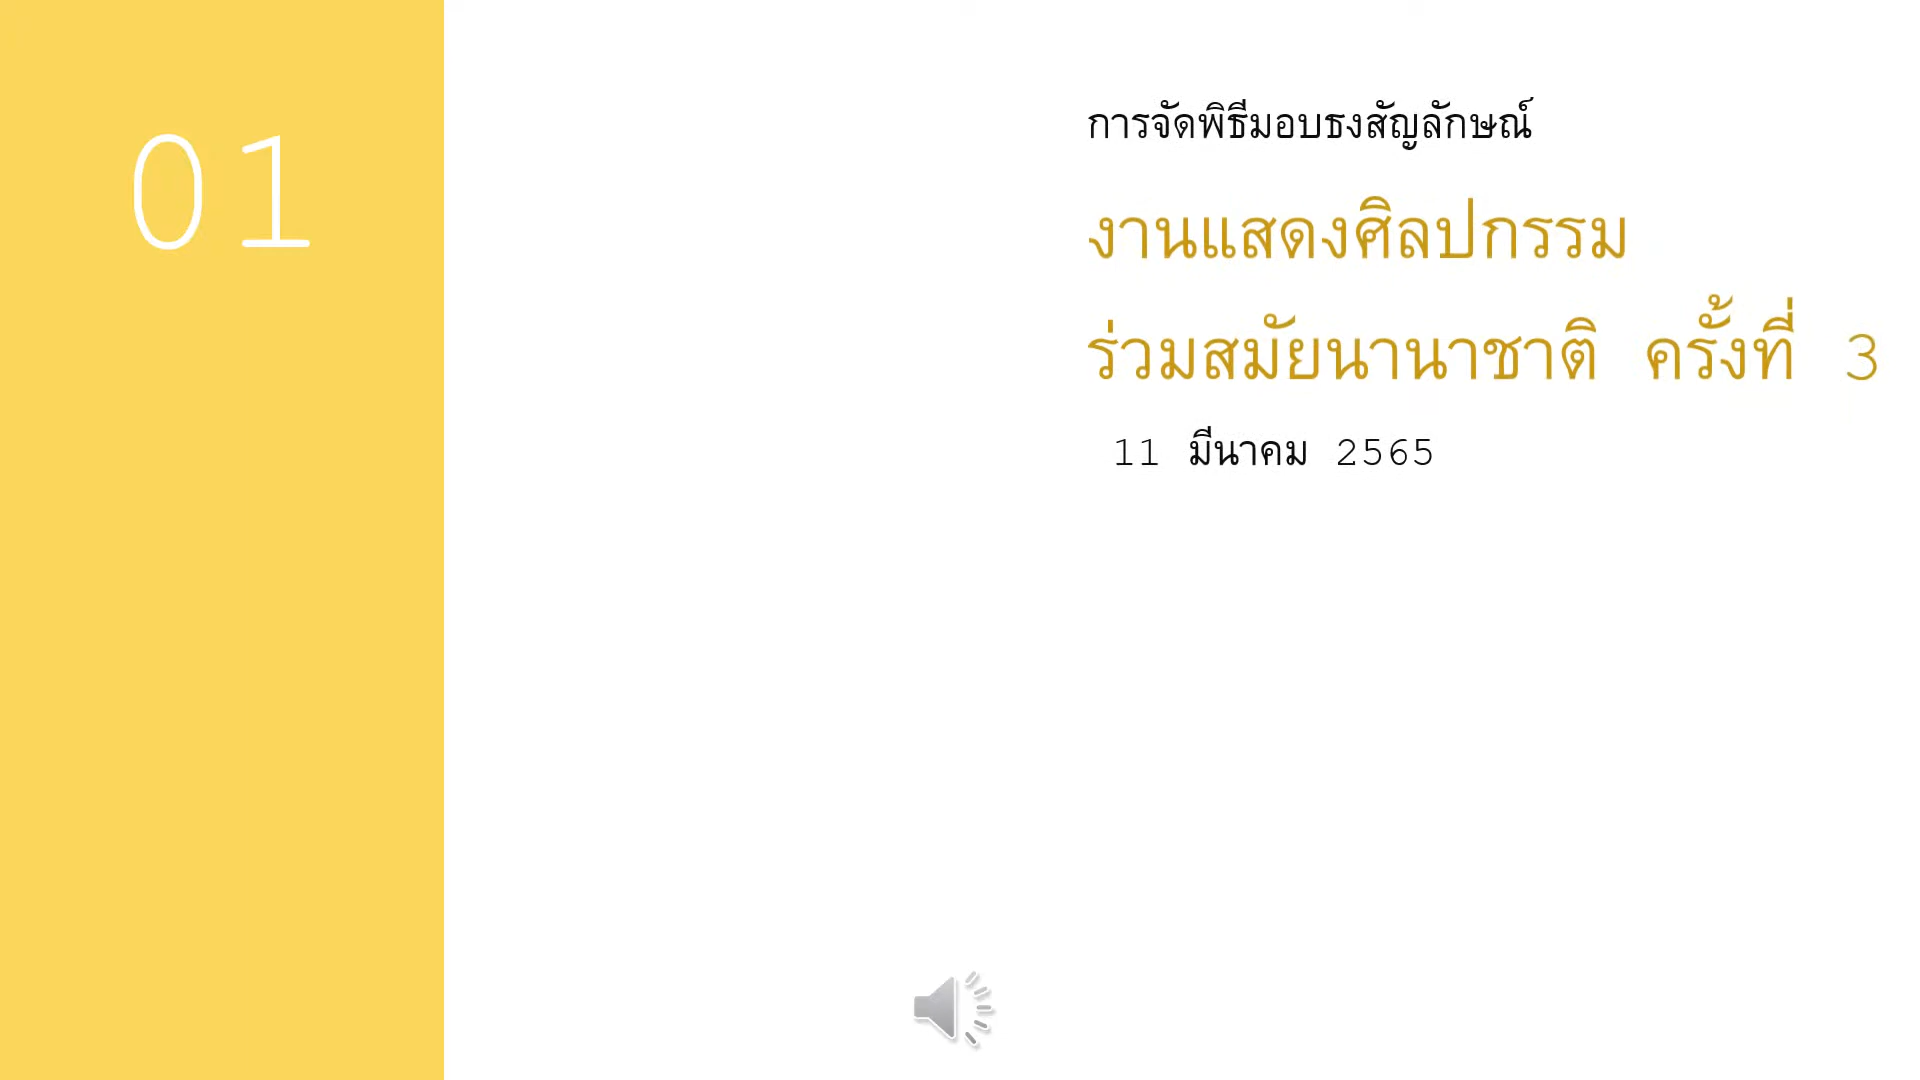 01
การจัดพิธีมอบธงสัญลักษณ์
งานแสดงศิลปกรรม
ร่วมสมัยนานาชาติ ครั้งที่ 3
11 มีนาคม 2565